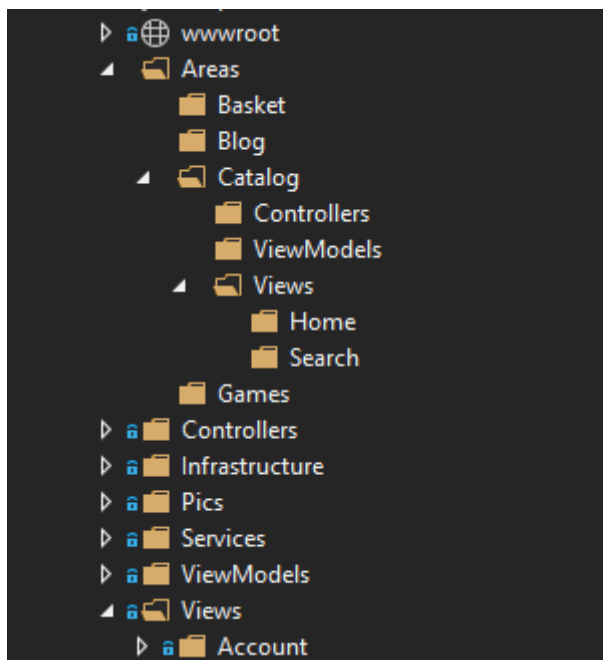 wwwroot
Areas
Basket
Blog
Catalog
Controllers
ViewModels
Views
Home
Search
Games
Controllers
Infrastructure
Pics
Services
ViewModels
Views
Account